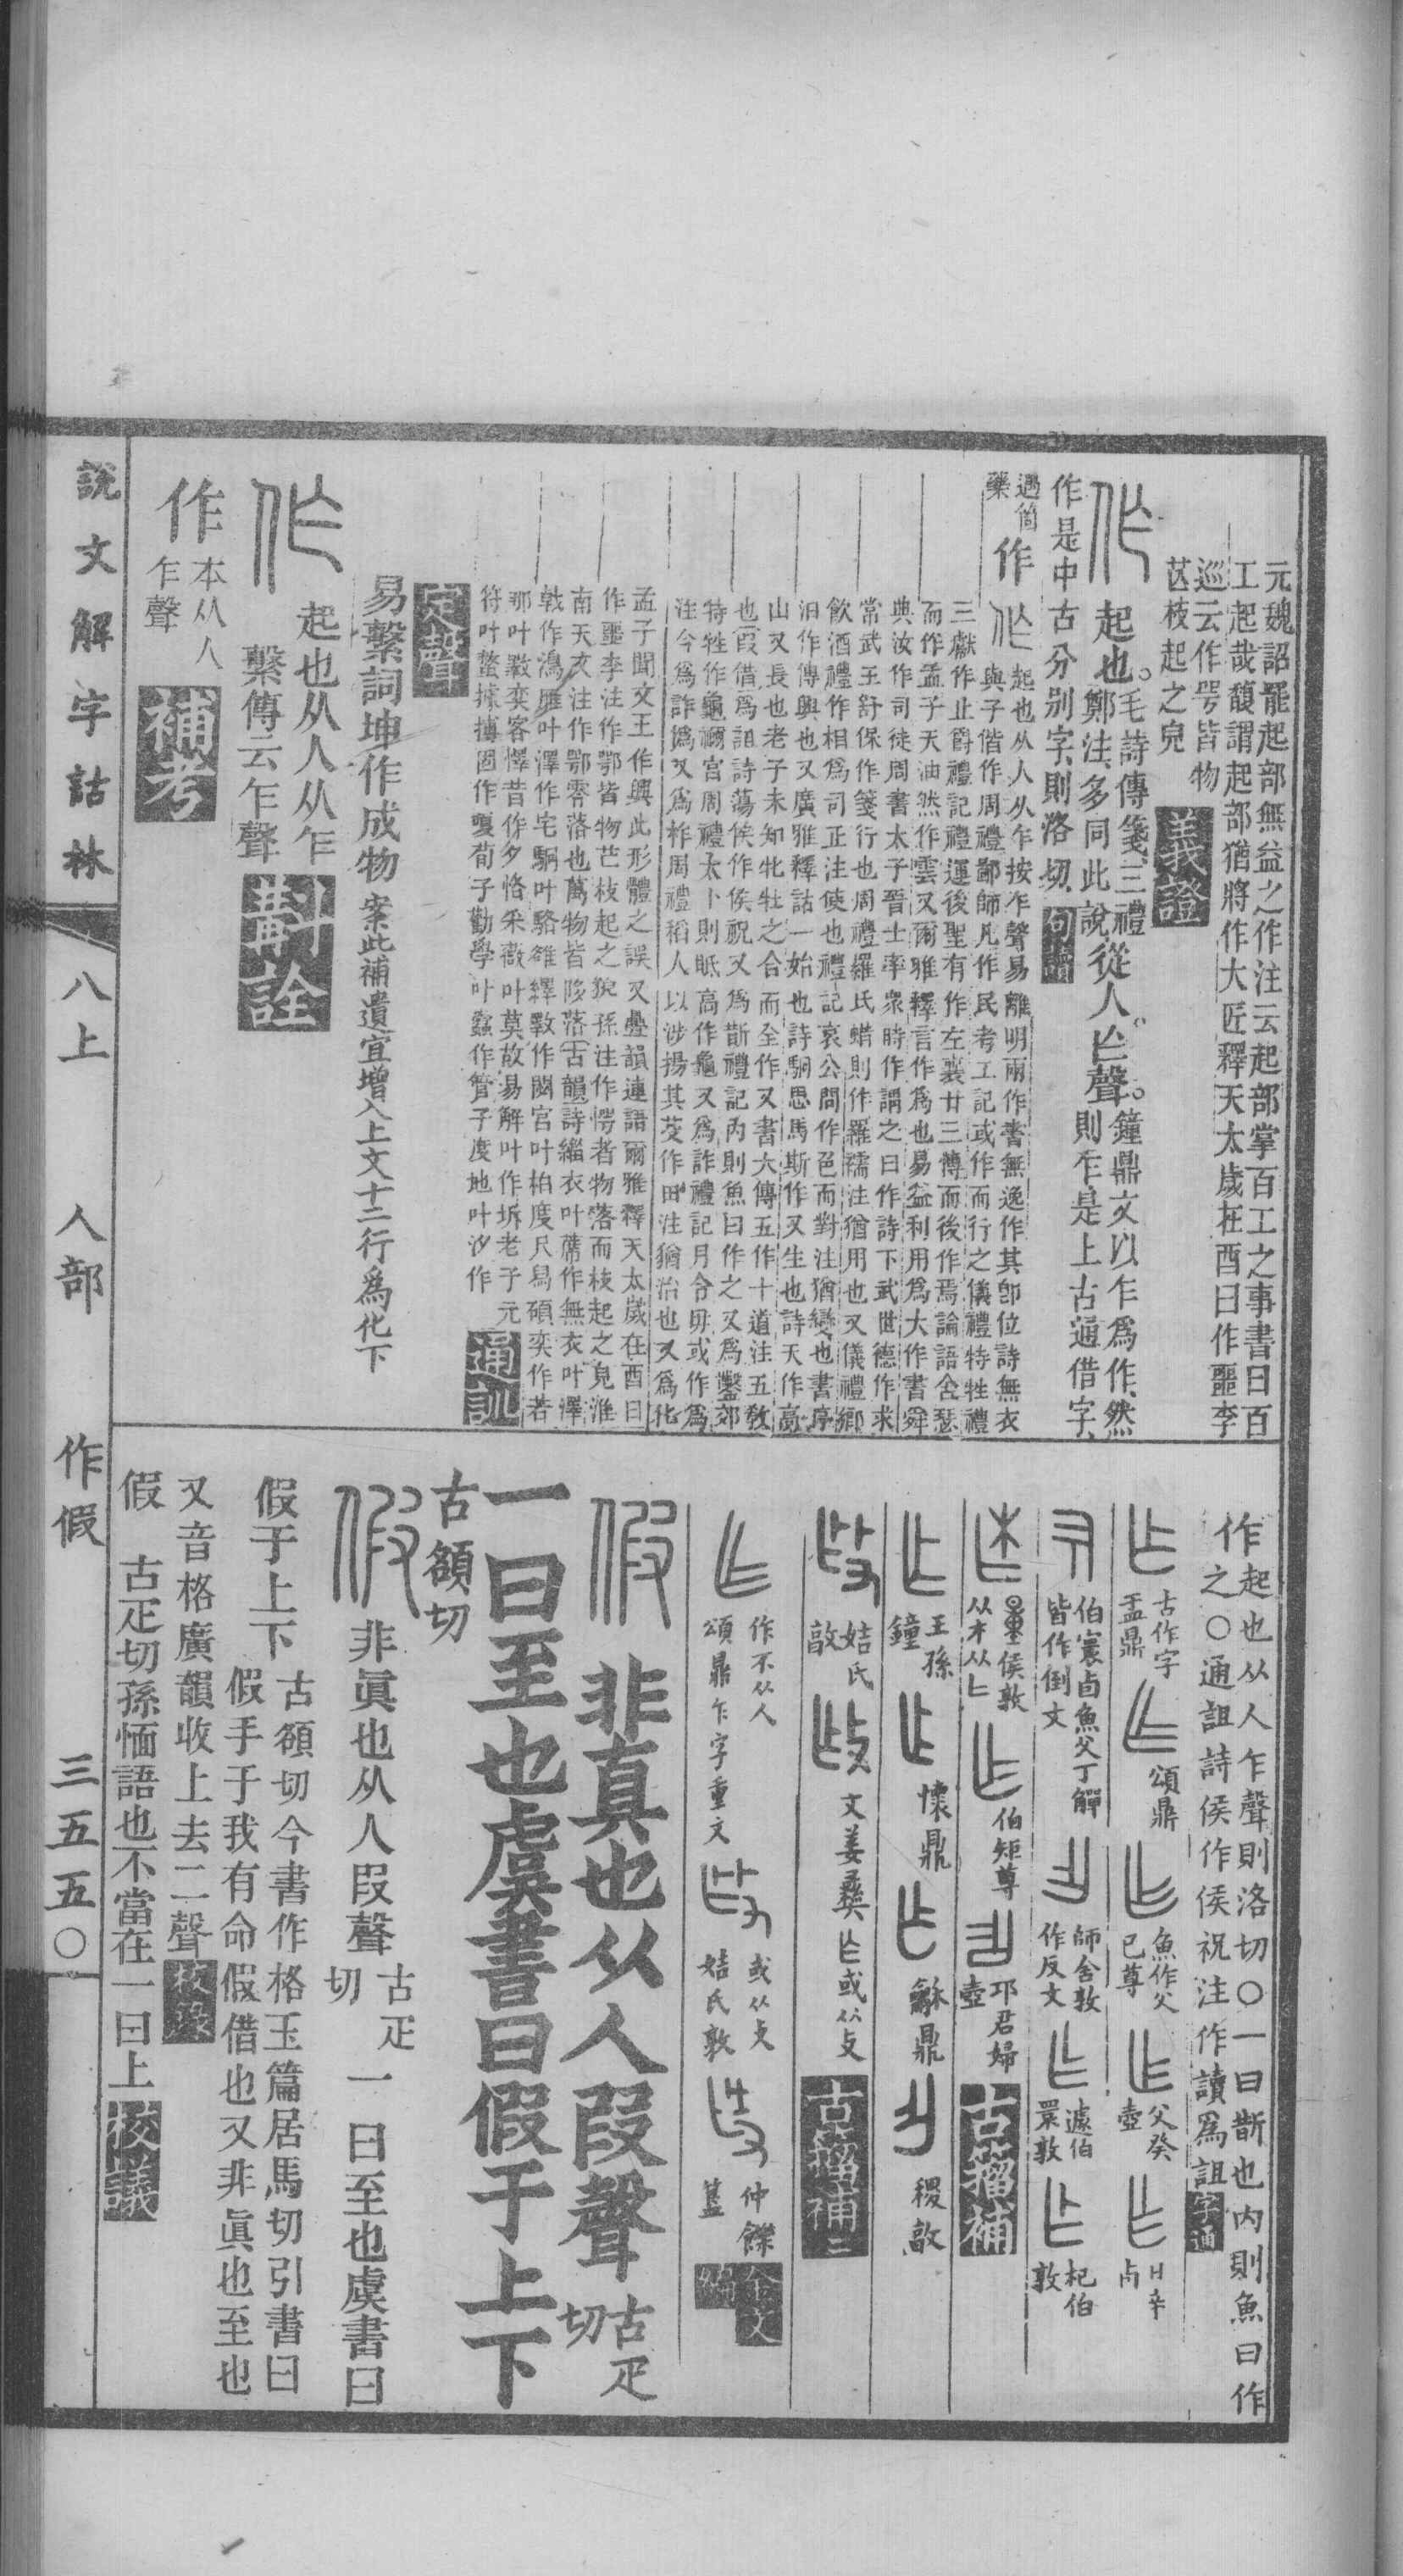 元魏詔罷起部無益之作注云起部掌百工之事書曰百
工起哉馥謂起部猶將作大匠釋天太歲在酉曰作噩李
巡云作咢皆物
芒枝起之皃
義證
起也。毛詩傳箋、三禮
鄭注、多同此說
從人𠂉聲。
鐘鼎文以乍爲作、然
則乍是上古通借字、
作是中古分別字、則洛切、
句讀
過箇
藥
作
起也从人从乍按乍聲易離明兩作書無逸作其卽位詩無衣
與子偕作周禮鄙師凡作民考工記或作而行之儀禮特牲禮
三獻作止爵禮記禮運後聖有作左襄廿三傳而後作焉論語舍瑟
而作孟子天油然作雲又爾雅釋言作爲也易益利用爲大作書舜
典汝作司徒周書太子晉士率衆時作謂之曰作詩下武世德作求
常武王舒保作箋行也周禮羅氏蜡則作羅襦注猶用也又儀禮鄉
飲酒禮作相爲司正注使也禮記哀公問作色而對注猶變也書序
汨作傳興也又廣雅釋詁一始也詩駉思馬斯作又生也詩天作高
山又長也老子未知牝牡之合而全作又書大傳五作十道注五教
也叚借爲詛詩蕩侯作侯祝又爲斮禮記內則魚曰作之又爲鑿郊
特牲作龜禰宮周禮太卜則眂高作龜又爲詐禮記月令毋或作爲
注今爲詐僞又爲柞周禮稻人以涉揚其芟作田注猶治也又爲化
孟子聞文王作興此形體之誤又疊韻連語爾雅釋天太歲在酉曰
作噩李注作鄂皆物芒枝起之貌孫注作愕者物落而枝起之皃淮
南天文注作鄂零落也萬物皆陊落古韻詩緇衣叶蓆作無衣叶澤
戟作鴻雁叶澤作宅駉叶駱雒繹斁作閟宮叶柏度尺舄碩奕作若
那叶斁奕客懌昔作夕恪采薇叶莫故易解叶作坼老子元
符叶螫據搏固作嗄荀子勸學叶蠚作管子度地叶汐作
通訓
定聲
易繫詞坤作成物案此補遺宜增入上文十二行爲化下
起也从人从乍
繫傳云乍聲
斠詮
作
本从人
乍聲
補考
作起也从人乍聲則洛切○一曰斮也內則魚曰作
之○通詛詩侯作侯祝注作讀爲詛
字通
古作字
盂鼎
頌鼎
魚作父
己尊
父癸
壺
日辛
卣
伯寰卣魚父丁觶
皆作倒文
師舍敦
作反文
遽伯
睘敦
杞伯
敦
量侯敦
从木从乍
伯矩尊
邛君婦
壺
古籀補
王孫
鐘
懷鼎
龢鼎
稷敦
姞氏
敦
文姜彝𠂉或从攴
古籀補二
作不从人
頌鼎乍字重文
或从攴
姞氏敦
仲鑠
簋
金文
編
非真也从人叚聲古疋
切
一曰至也虞書曰假于上下
古頟切
非眞也从人叚聲古疋
切
一曰至也虞書曰
假于上下
古頟切今書作格玉篇居馬切引書曰
假手于我有命假借也又非眞也至也
又音格廣韻收上去二聲
校錄
假
古疋切孫愐語也不當在一曰上
校議
說文解字詁林
八上
人部
作假
三五五〇